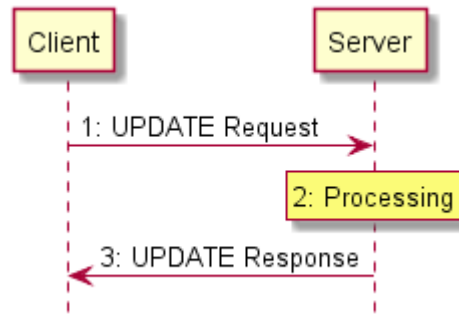 Client
Server
1: UPDATE Request
2: Processing
3: UPDATE Response